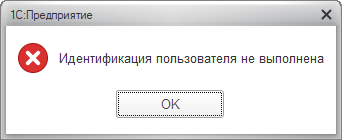 1С:Предприятие
Идентификация пользователя не выполнена
OK